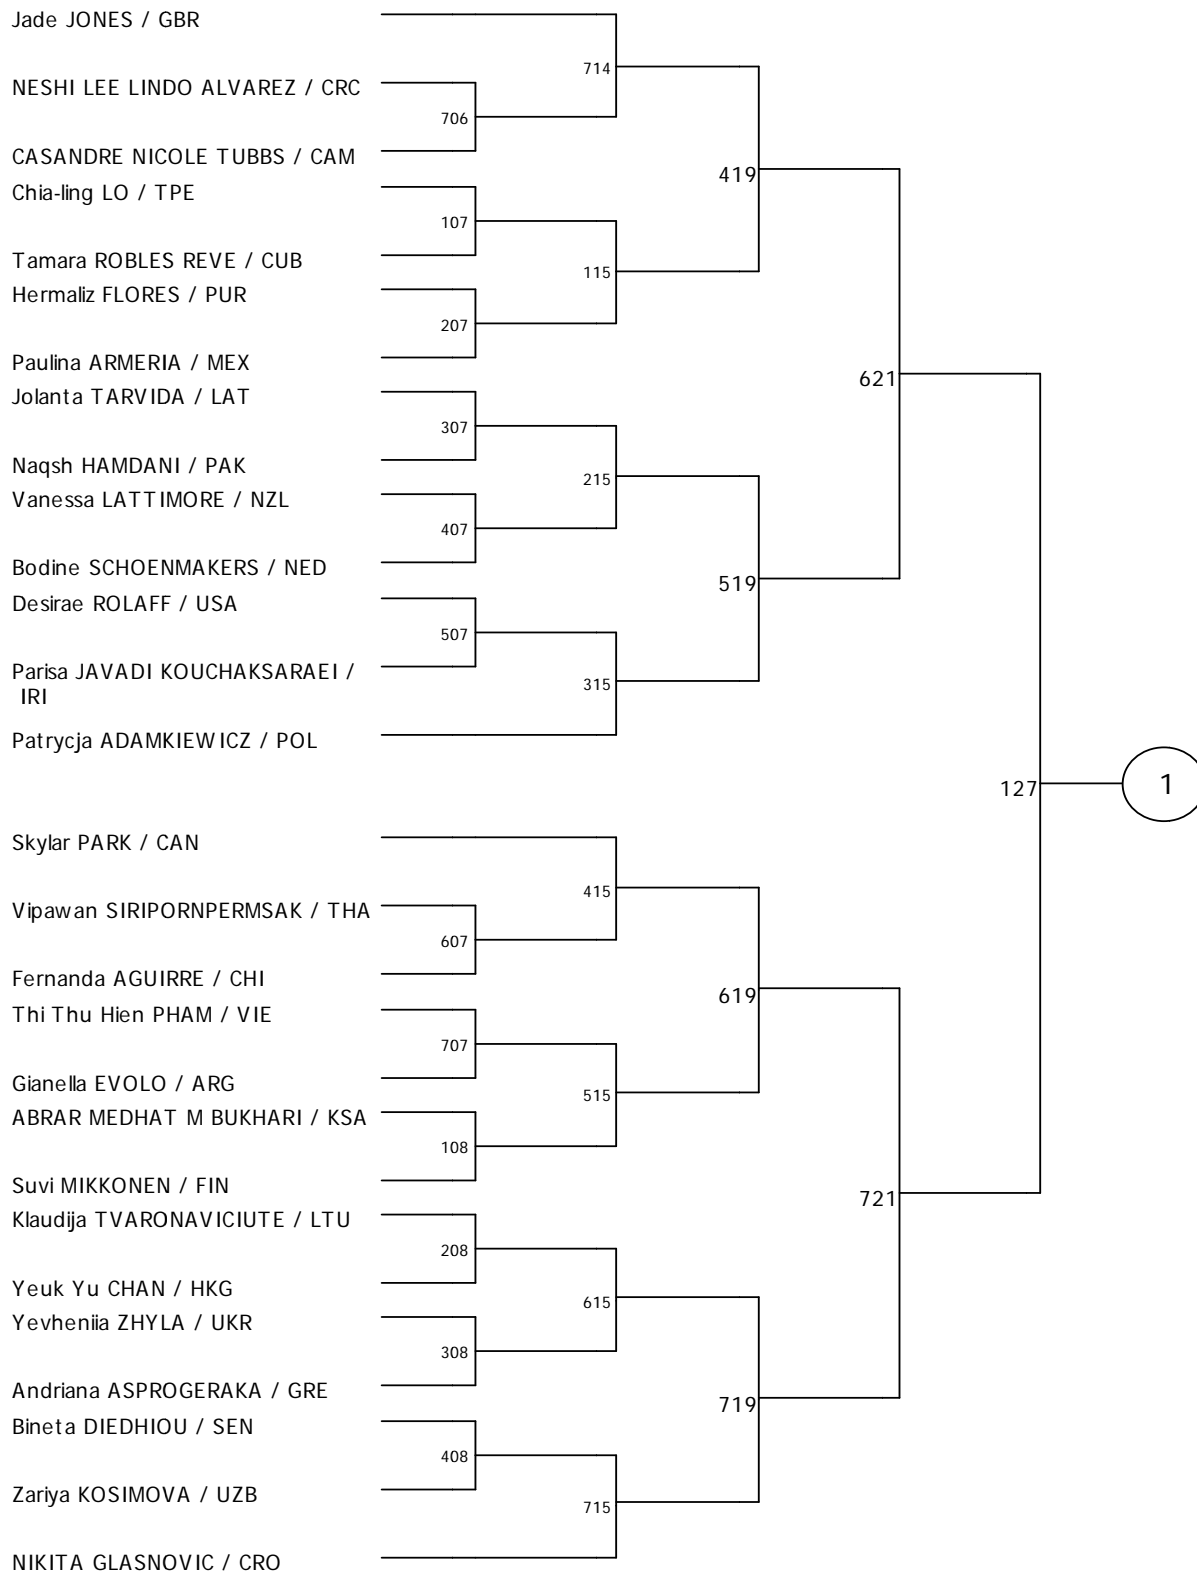 Jade JONES / GBR
714
NESHI LEE LINDO ALVAREZ / CRC
706
CASANDRE NICOLE TUBBS / CAM
419
Chia-ling LO / TPE
107
Tamara ROBLES REVE / CUB
115
Hermaliz FLORES / PUR
207
Paulina ARMERIA / MEX
621
Jolanta TARVIDA / LAT
307
Naqsh HAMDANI / PAK
215
Vanessa LATTIMORE / NZL
407
Bodine SCHOENMAKERS / NED
519
Desirae ROLAFF / USA
507
Parisa JAVADI KOUCHAKSARAEI /
IRI
315
Patrycja ADAMKIEWICZ / POL
127
1
Skylar PARK / CAN
415
Vipawan SIRIPORNPERMSAK / THA
607
Fernanda AGUIRRE / CHI
619
Thi Thu Hien PHAM / VIE
707
Gianella EVOLO / ARG
515
ABRAR MEDHAT M BUKHARI / KSA
108
Suvi MIKKONEN / FIN
721
Klaudija TVARONAVICIUTE / LTU
208
Yeuk Yu CHAN / HKG
615
Yevheniia ZHYLA / UKR
308
Andriana ASPROGERAKA / GRE
719
Bineta DIEDHIOU / SEN
408
Zariya KOSIMOVA / UZB
715
NIKITA GLASNOVIC / CRO